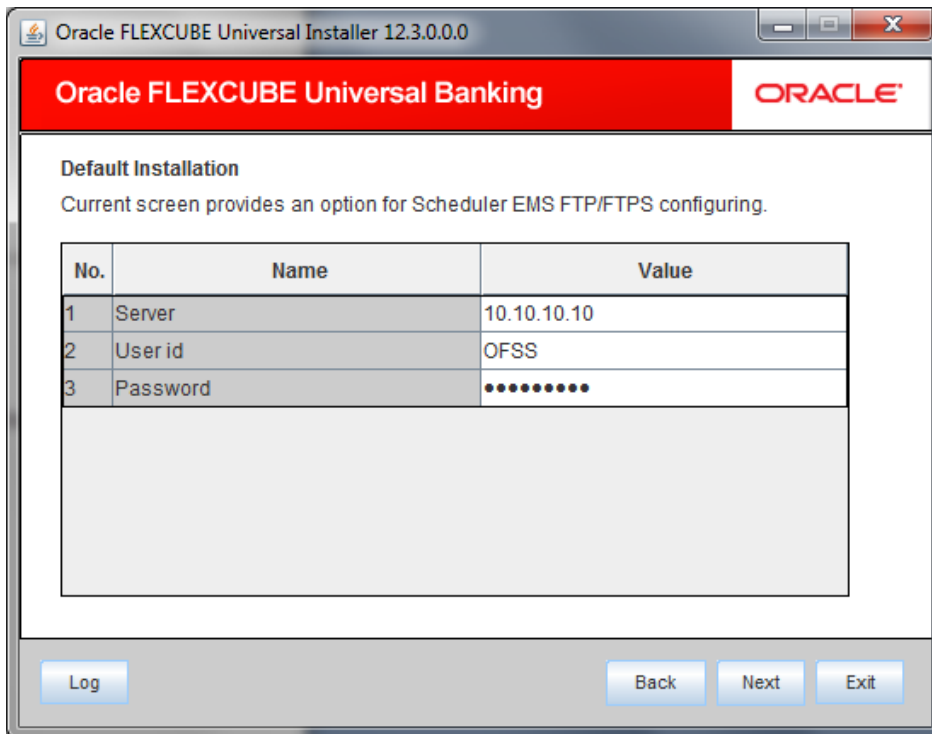 Oracle FLEXCUBE Universal Installer 12.3.0.0.0
Oracle FLEXCUBE Universal Banking ORACLE
Default Installation
Current screen provides an option for Scheduler EMS FTP/FTPS configuring.
No. Name Value
1 Server 10.10.10.10
2 User id OFSS
3 Password •••••••••
Log Back Next Exit